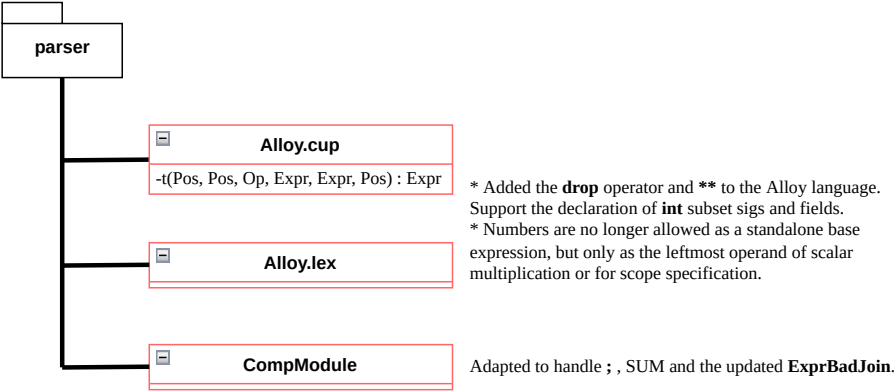 parser
Alloy.cup
-t(Pos, Pos, Op, Expr, Expr, Pos) : Expr
* Added the drop operator and ** to the Alloy language.
Support the declaration of int subset sigs and fields.
* Numbers are no longer allowed as a standalone base
expression, but only as the leftmost operand of scalar
multiplication or for scope specification.
Alloy.lex
CompModule
Adapted to handle ; , SUM and the updated ExprBadJoin.